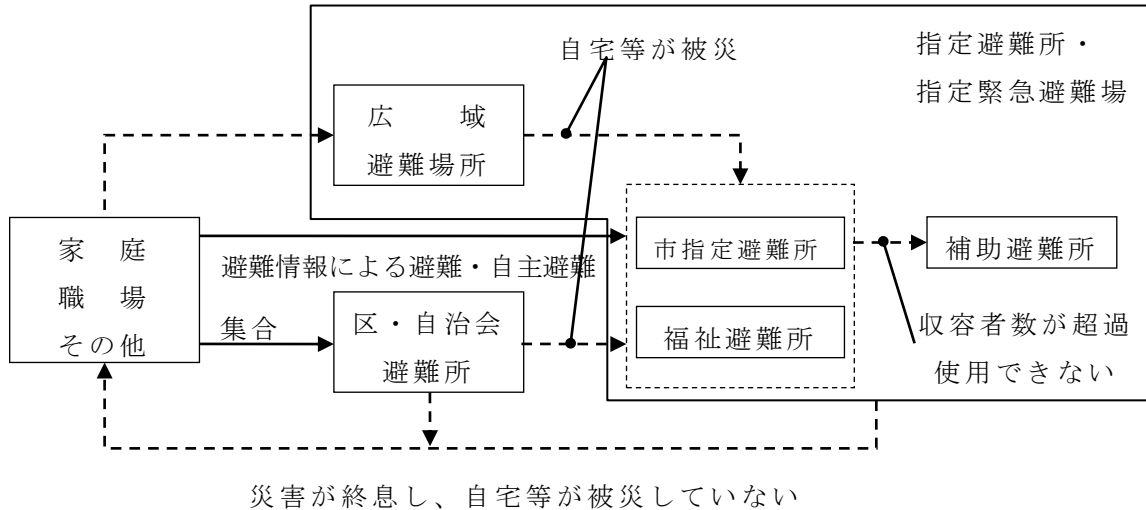 自宅等が被災
指定避難所・
指定緊急避難場
広　域
避難場所
家　庭
職　場
その他
市指定避難所
補助避難所
避難情報による避難・自主避難
集合
区・自治会
避難所
福祉避難所
収容者数が超過
使用できない
災害が終息し、自宅等が被災していない